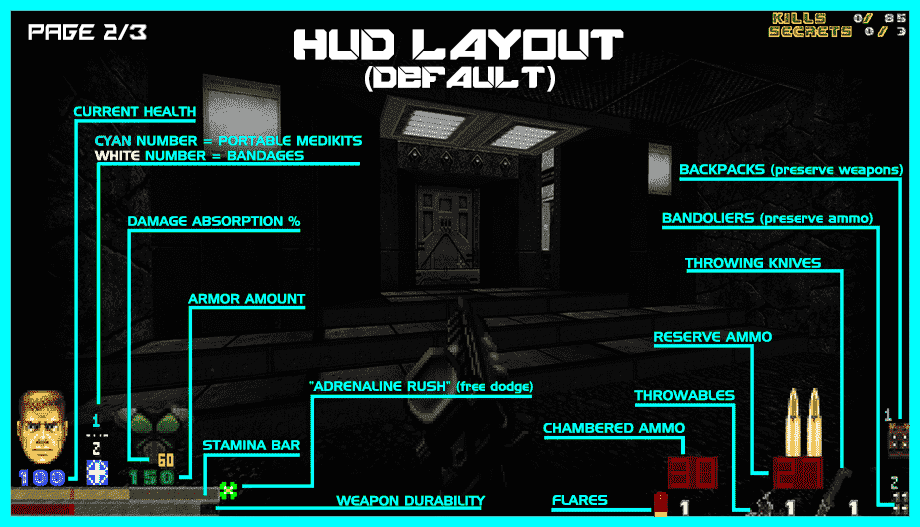 PAGE 2/3
KILLS 0/ 85
SECRETS 0/ 3
HUD LAYOUT
(DEFAULT)
CURRENT HEALTH
CYAN NUMBER = PORTABLE MEDIKITS
WHITE NUMBER = BANDAGES
BACKPACKS (preserve weapons)
DAMAGE ABSORPTION %
BANDOLIERS (preserve ammo)
THROWING KNIVES
ARMOR AMOUNT
RESERVE AMMO
"ADRENALINE RUSH" (free dodge)
THROWABLES
CHAMBERED AMMO
STAMINA BAR
1
2
60
100
150
1
2
WEAPON DURABILITY
FLARES
1
1
1